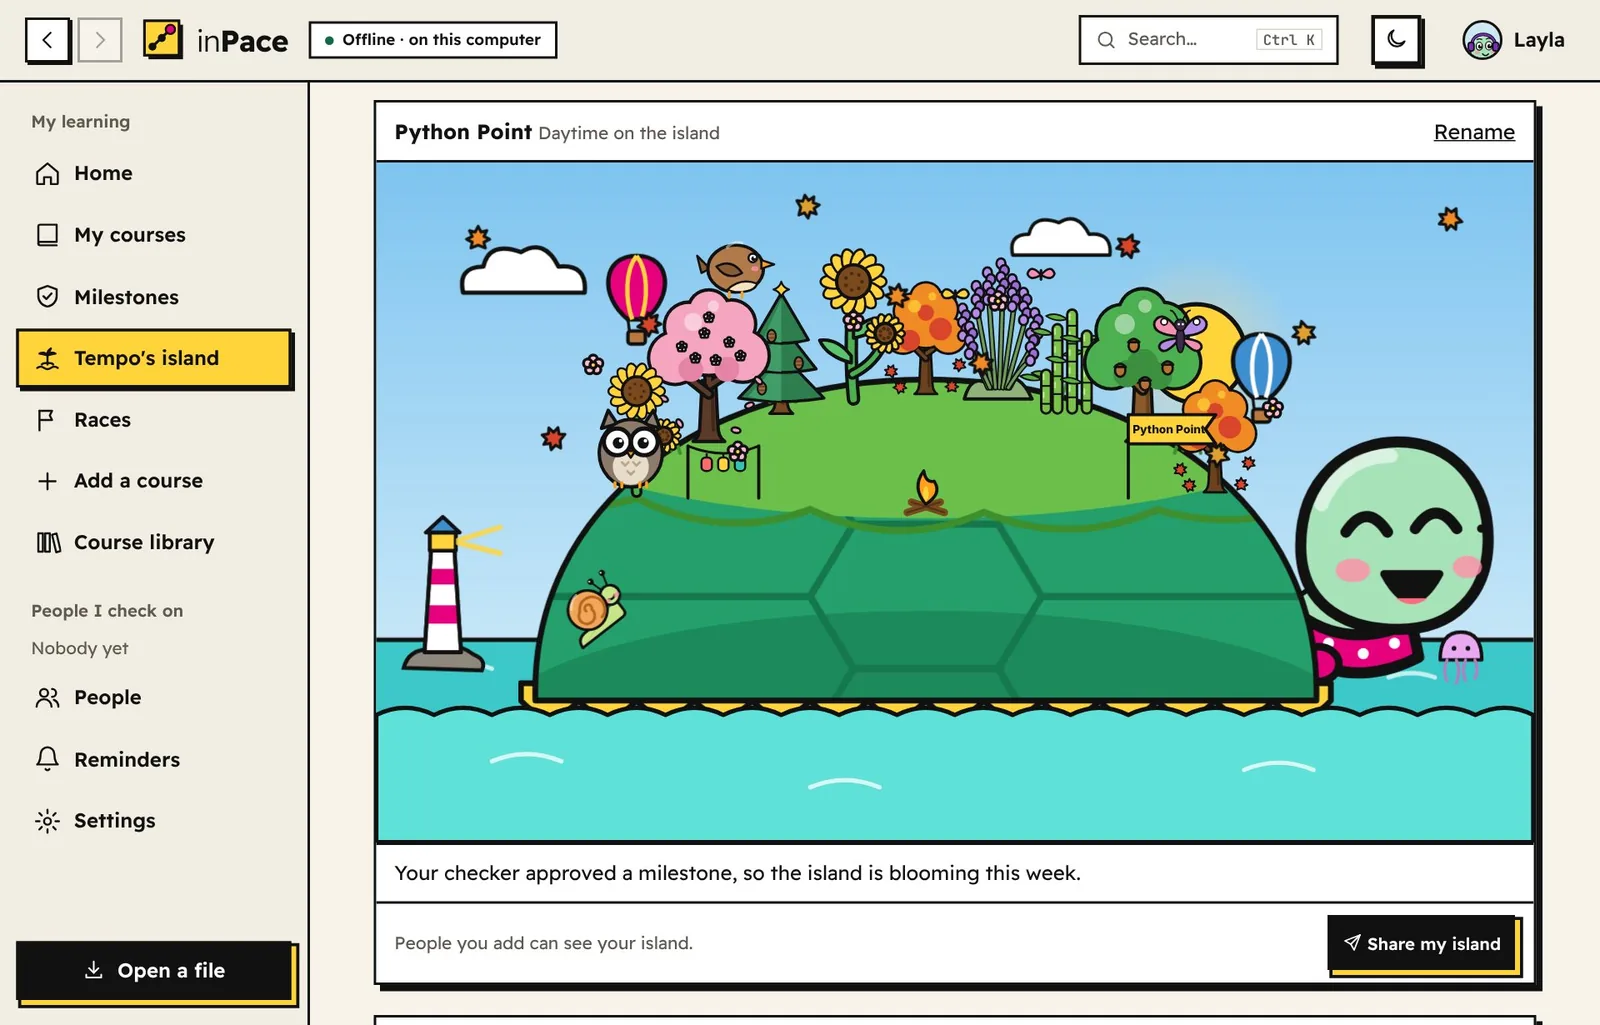 inPace
Offline · on this computer
Search...
Ctrl K
Layla
My learning
Home
My courses
Milestones
Tempo's island
Races
Add a course
Course library
People I check on
Nobody yet
People
Reminders
Settings
Open a file
Python Point Daytime on the island
Rename
Python Point
Your checker approved a milestone, so the island is blooming this week.
People you add can see your island.
Share my island